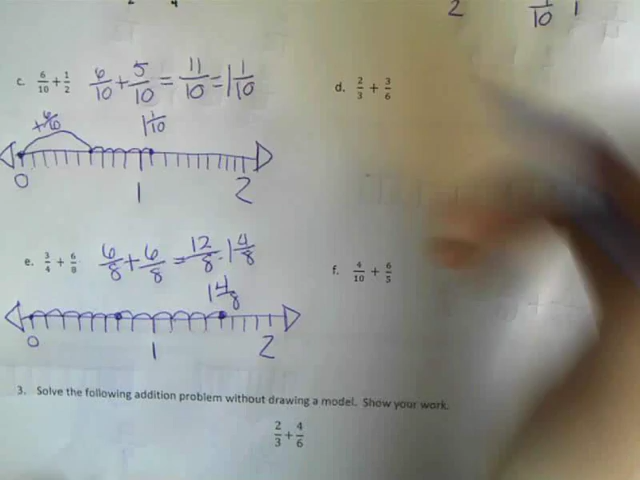 2
1/10 1
c. 6/10 + 1/2 6/10 + 5/10 = 11/10 = 1 1/10
d. 2/3 + 3/6
1 1/10
0 1 2
e. 3/4 + 6/8 6/8 + 6/8 = 12/8 · 1 4/8
f. 4/10 + 6/5
1 4/8
0 1 2
3. Solve the following addition problem without drawing a model. Show your work.
2/3 + 4/6